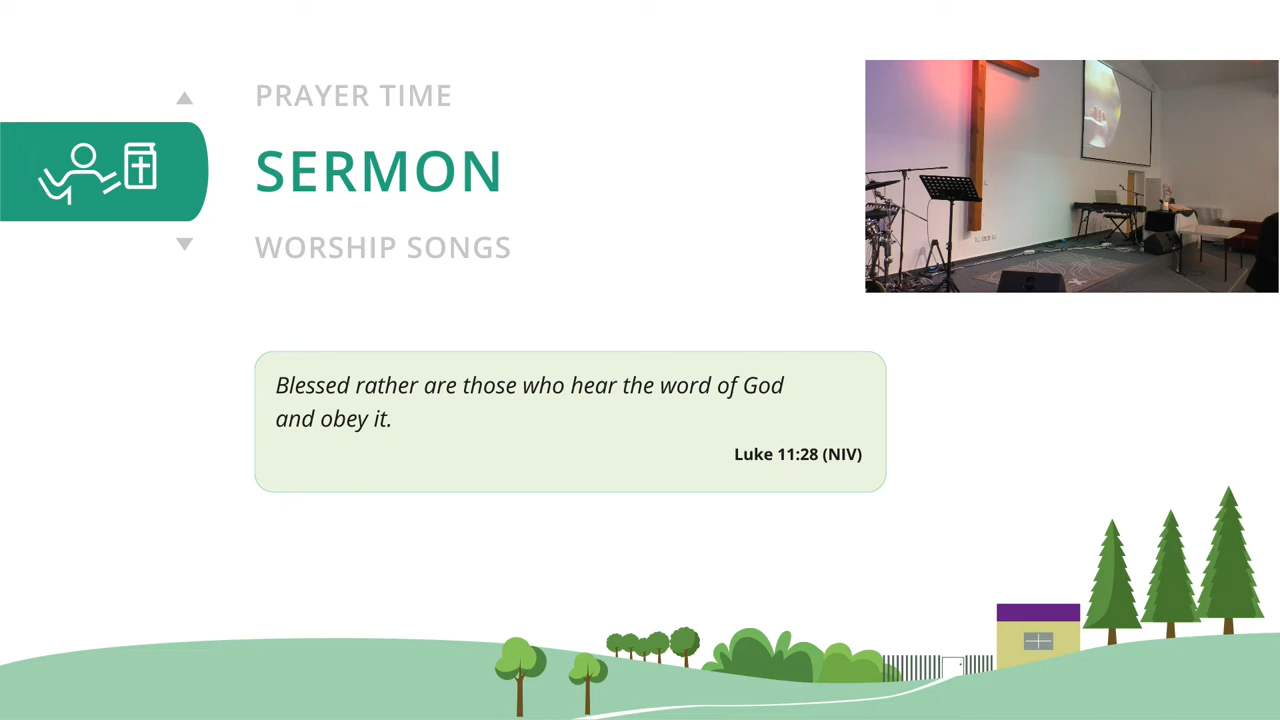 PRAYER TIME
SERMON
WORSHIP SONGS
Blessed rather are those who hear the word of God
and obey it.
Luke 11:28 (NIV)